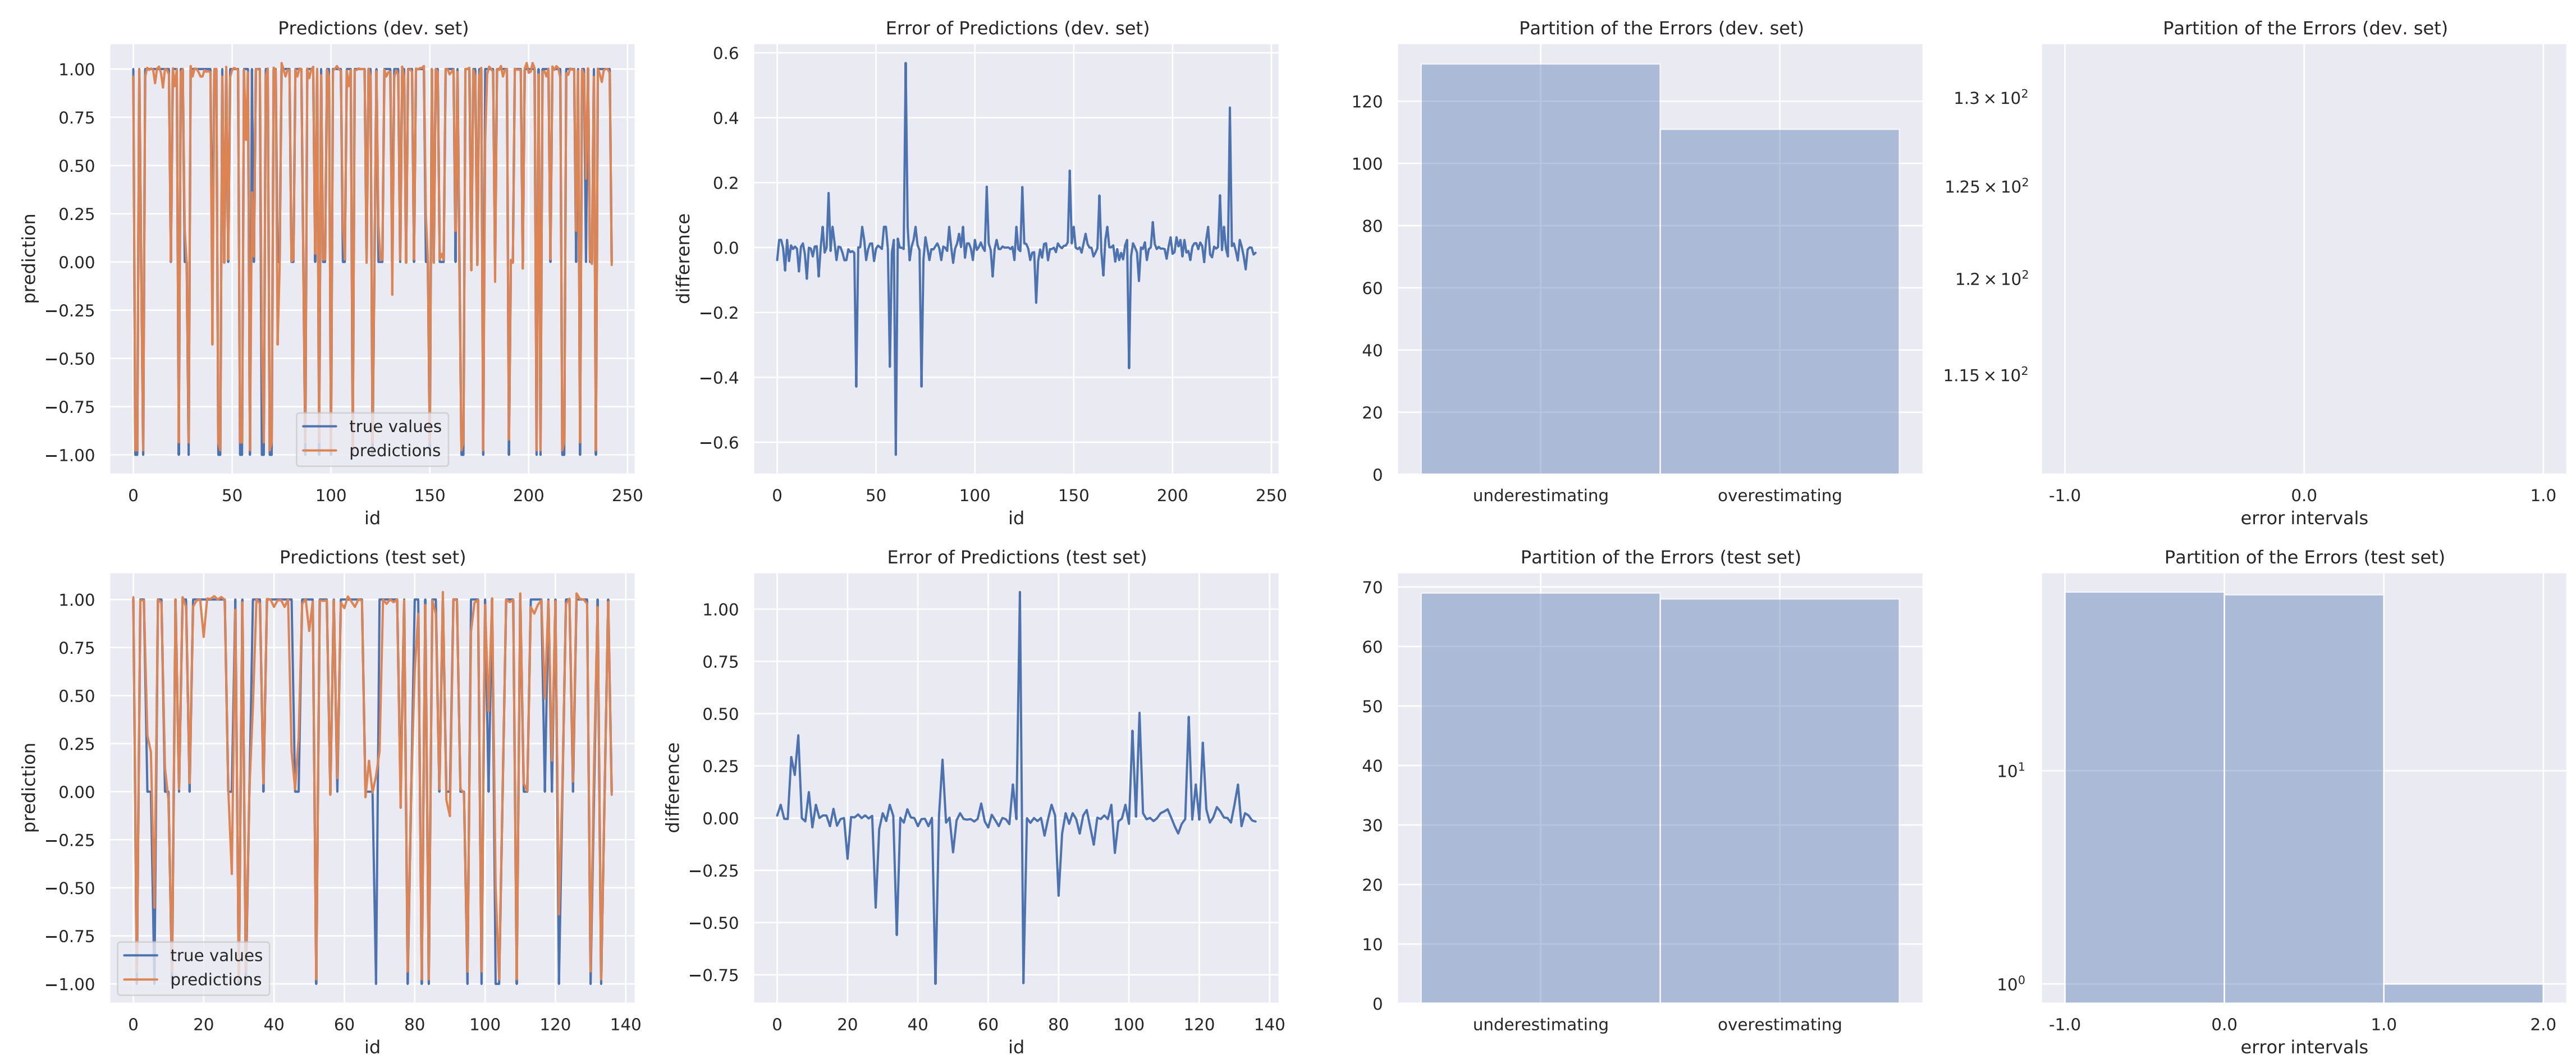 Predictions (dev. set)
prediction
1.00
0.75
0.50
0.25
0.00
−0.25
−0.50
−0.75
−1.00
true values
predictions
0 50 100 150 200 250
id
Error of Predictions (dev. set)
difference
0.6
0.4
0.2
0.0
−0.2
−0.4
−0.6
0 50 100 150 200 250
id
Partition of the Errors (dev. set)
120
100
80
60
40
20
0
underestimating overestimating
Partition of the Errors (dev. set)
1.3 × 10²
1.25 × 10²
1.2 × 10²
1.15 × 10²
-1.0 0.0 1.0
error intervals
Predictions (test set)
prediction
1.00
0.75
0.50
0.25
0.00
−0.25
−0.50
−0.75
−1.00
true values
predictions
0 20 40 60 80 100 120 140
id
Error of Predictions (test set)
difference
1.00
0.75
0.50
0.25
0.00
−0.25
−0.50
−0.75
0 20 40 60 80 100 120 140
id
Partition of the Errors (test set)
70
60
50
40
30
20
10
0
underestimating overestimating
Partition of the Errors (test set)
10¹
10⁰
-1.0 0.0 1.0 2.0
error intervals